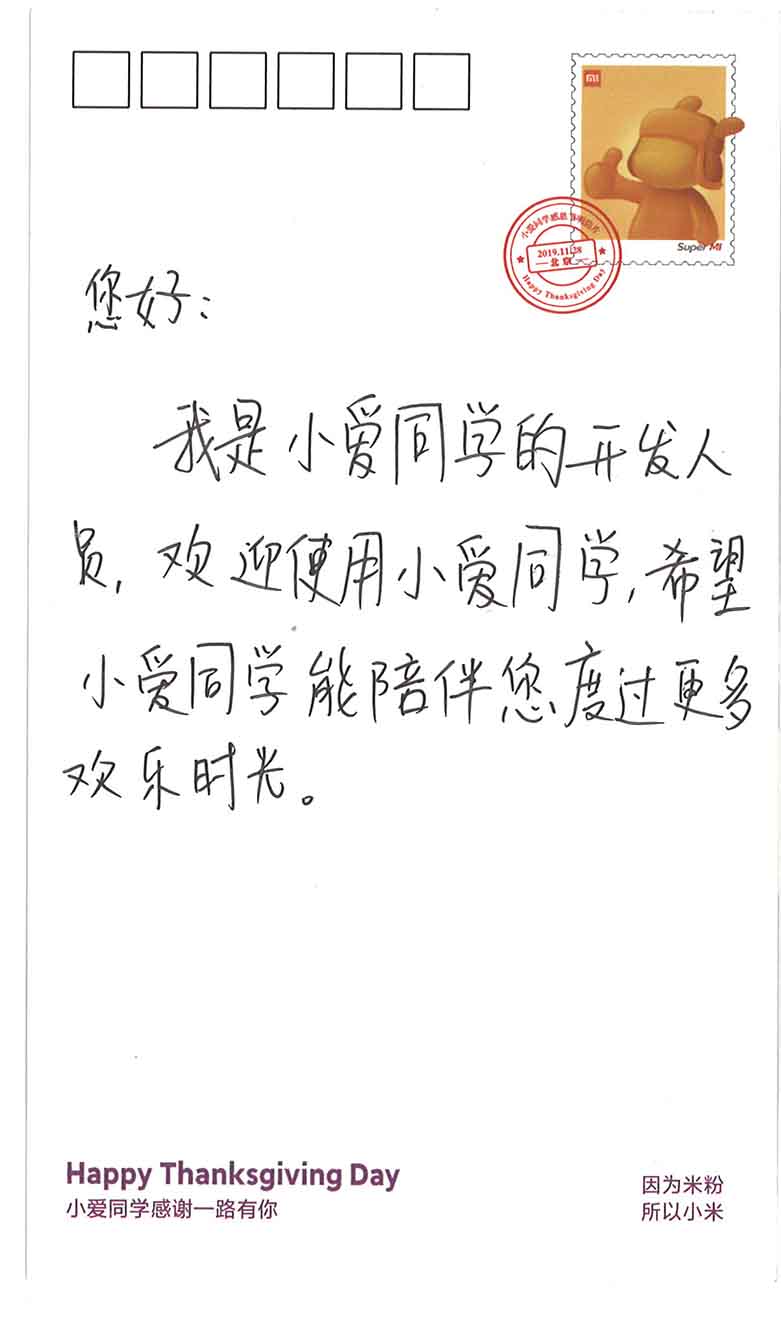 MI
Super MI
小爱同学感恩节明信片
2019.11.28
北京
Happy Thanksgiving Day
您好：
我是小爱同学的开发人
员，欢迎使用小爱同学，希望
小爱同学能陪伴您度过更多
欢乐时光。
Happy Thanksgiving Day
小爱同学感谢一路有你
因为米粉
所以小米